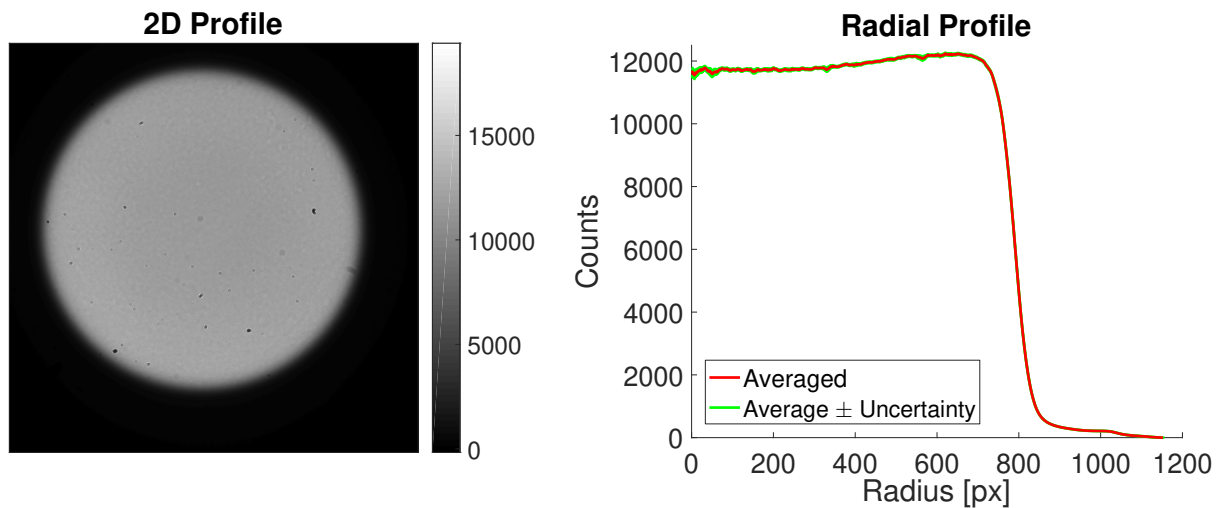 2D Profile
15000
10000
5000
0
Radial Profile
Counts
12000
10000
8000
6000
4000
2000
0
Averaged
Average ± Uncertainty
0 200 400 600 800 1000 1200
Radius [px]